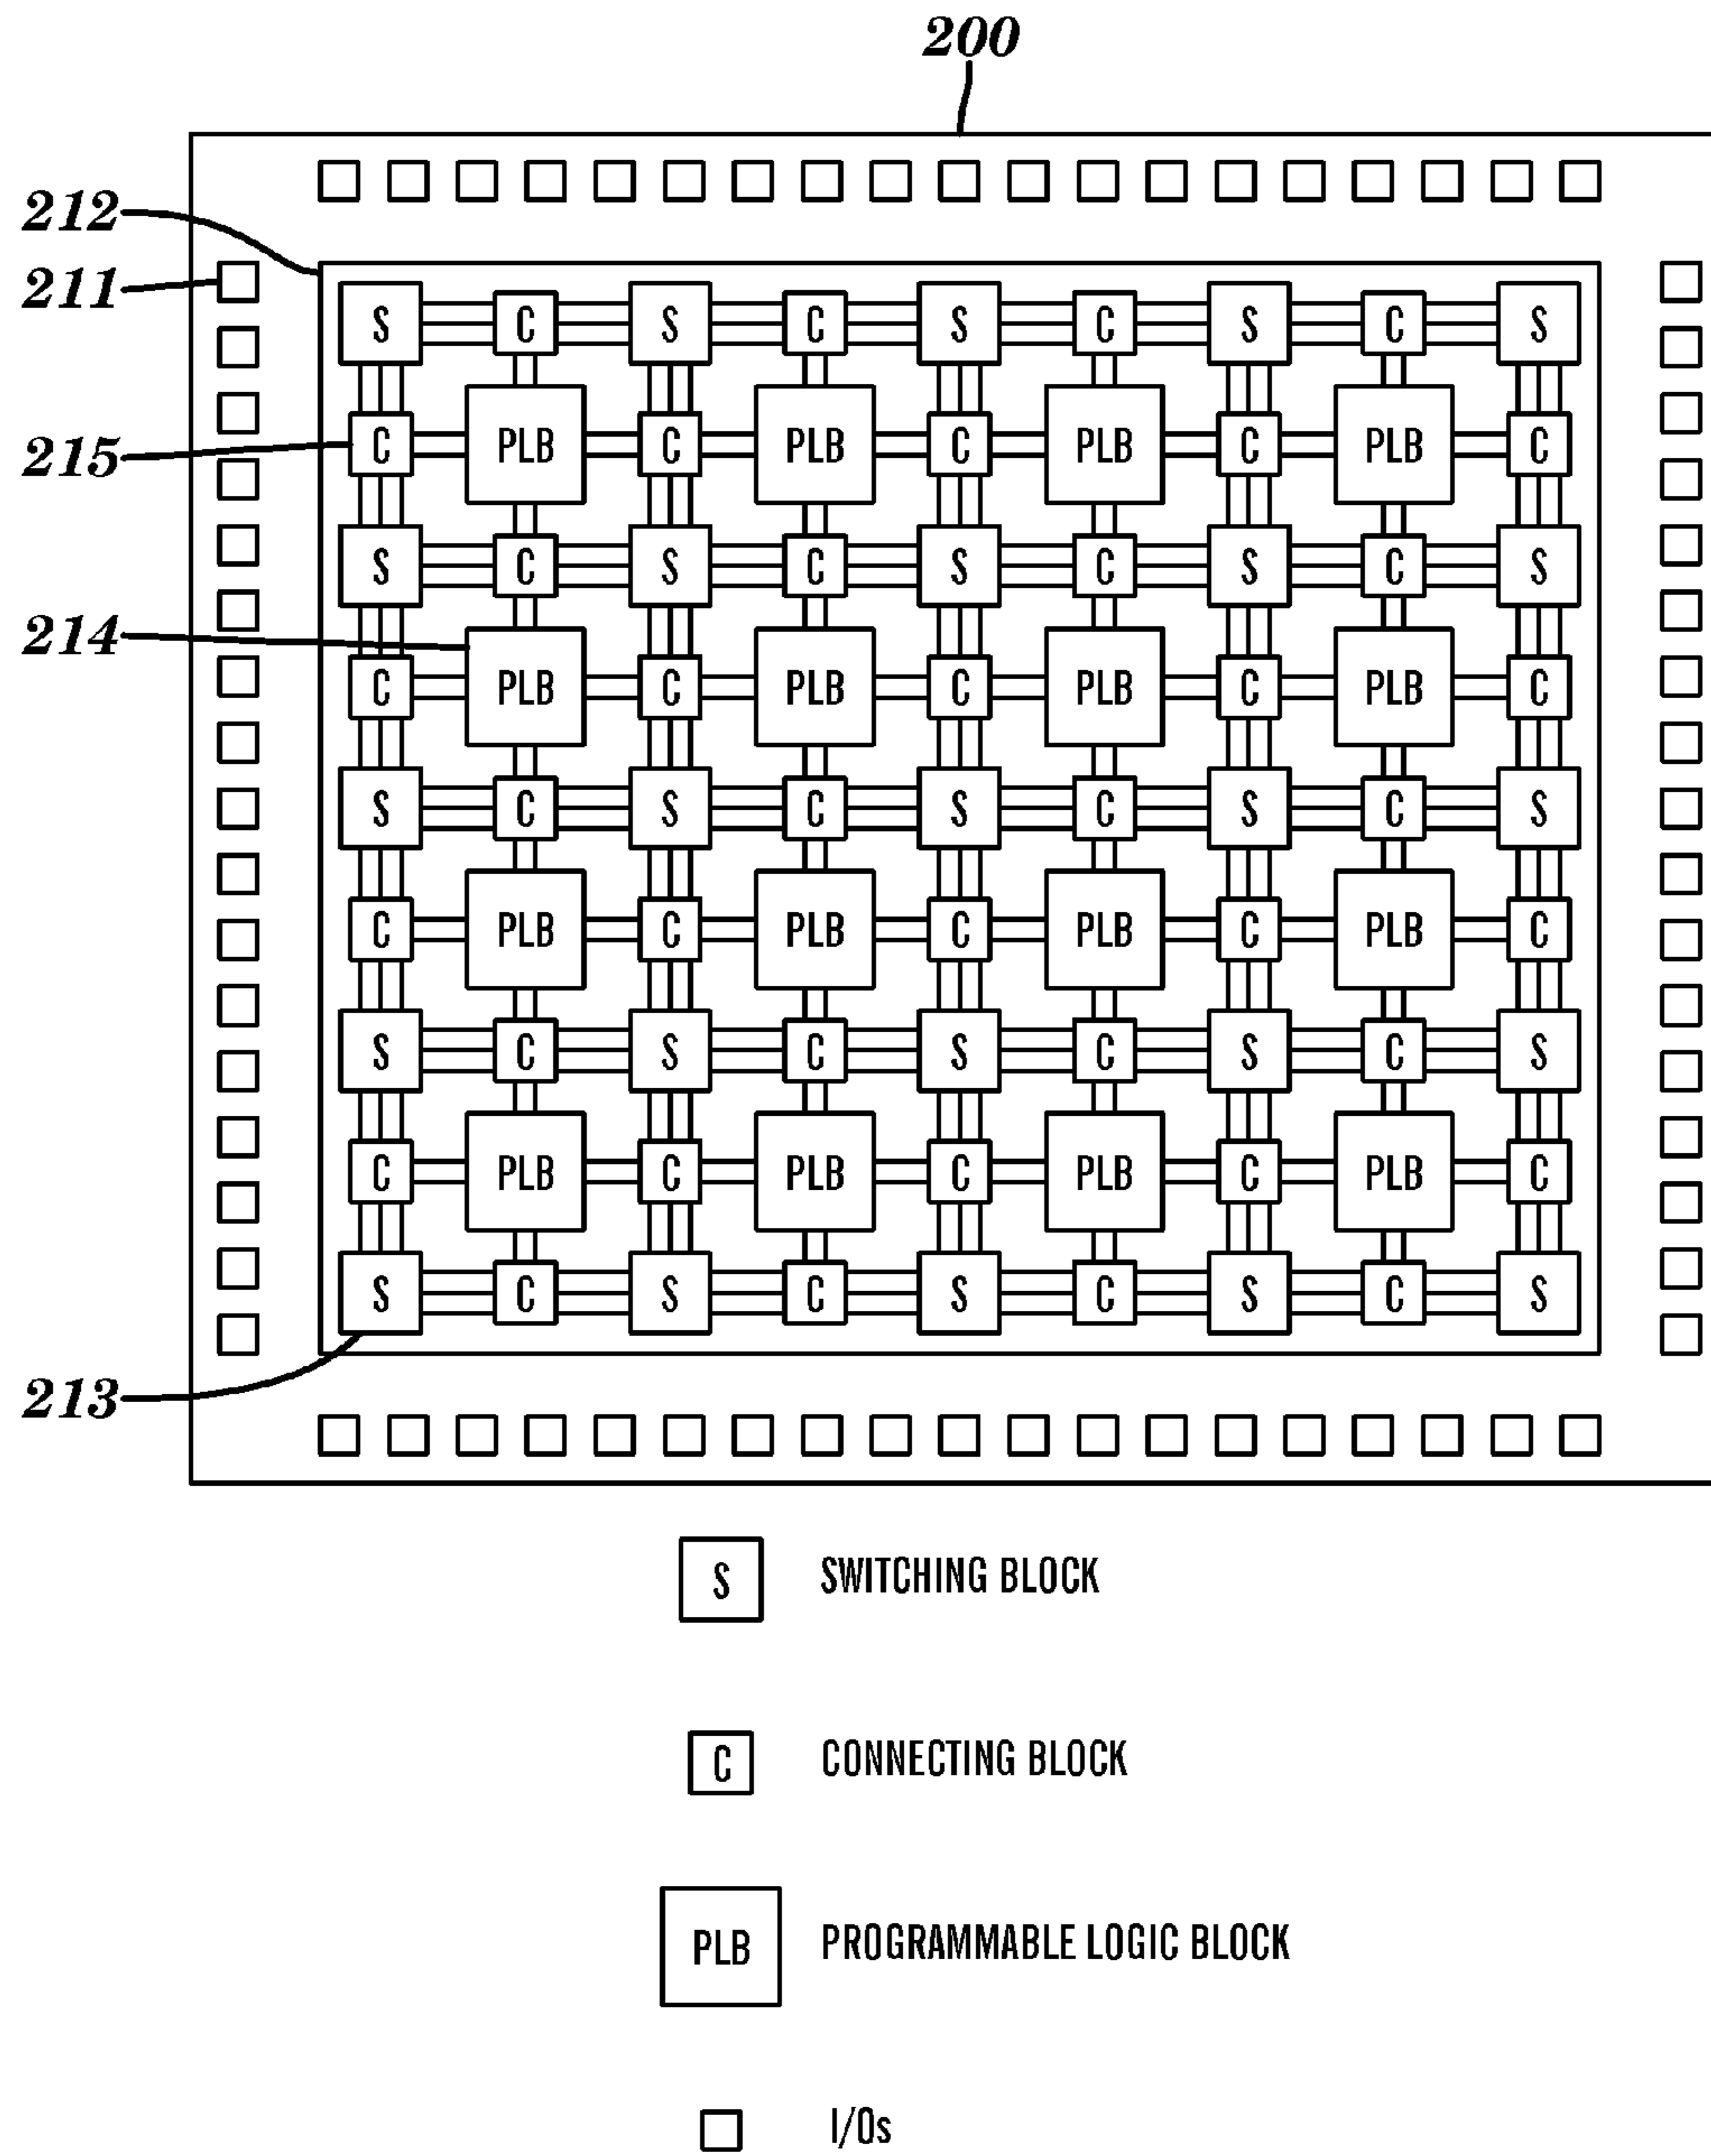 200
212
211
S C S C S C S C S
215
C PLB C PLB C PLB C PLB C
S C S C S C S C S
214
C PLB C PLB C PLB C PLB C
S C S C S C S C S
C PLB C PLB C PLB C PLB C
S C S C S C S C S
C PLB C PLB C PLB C PLB C
S C S C S C S C S
213
S SWITCHING BLOCK
C CONNECTING BLOCK
PLB PROGRAMMABLE LOGIC BLOCK
I/Os